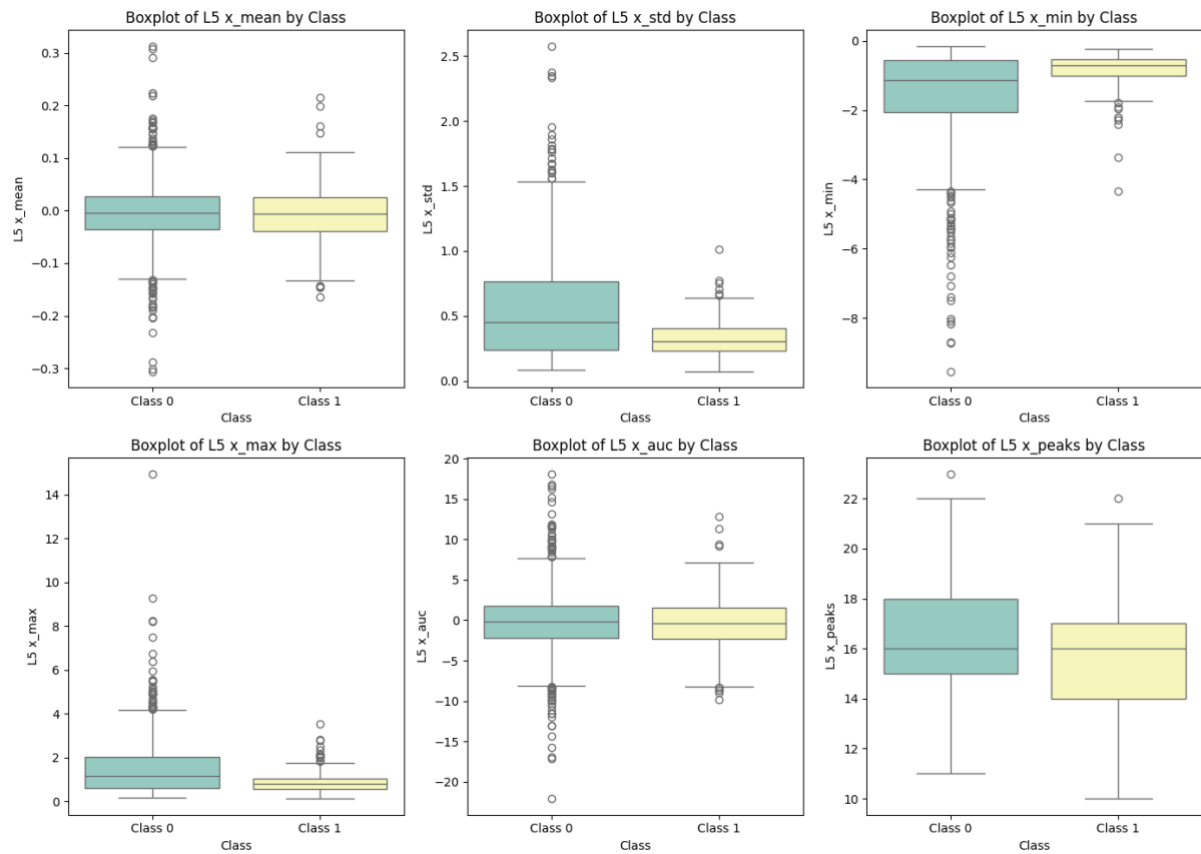 Boxplot of L5 x_mean by Class
L5 x_mean
0.3
0.2
0.1
0.0
−0.1
−0.2
−0.3
Class 0
Class 1
Class
Boxplot of L5 x_std by Class
L5 x_std
2.5
2.0
1.5
1.0
0.5
0.0
Class 0
Class 1
Class
Boxplot of L5 x_min by Class
L5 x_min
0
−2
−4
−6
−8
Class 0
Class 1
Class
Boxplot of L5 x_max by Class
L5 x_max
14
12
10
8
6
4
2
0
Class 0
Class 1
Class
Boxplot of L5 x_auc by Class
L5 x_auc
20
15
10
5
0
−5
−10
−15
−20
Class 0
Class 1
Class
Boxplot of L5 x_peaks by Class
L5 x_peaks
22
20
18
16
14
12
10
Class 0
Class 1
Class